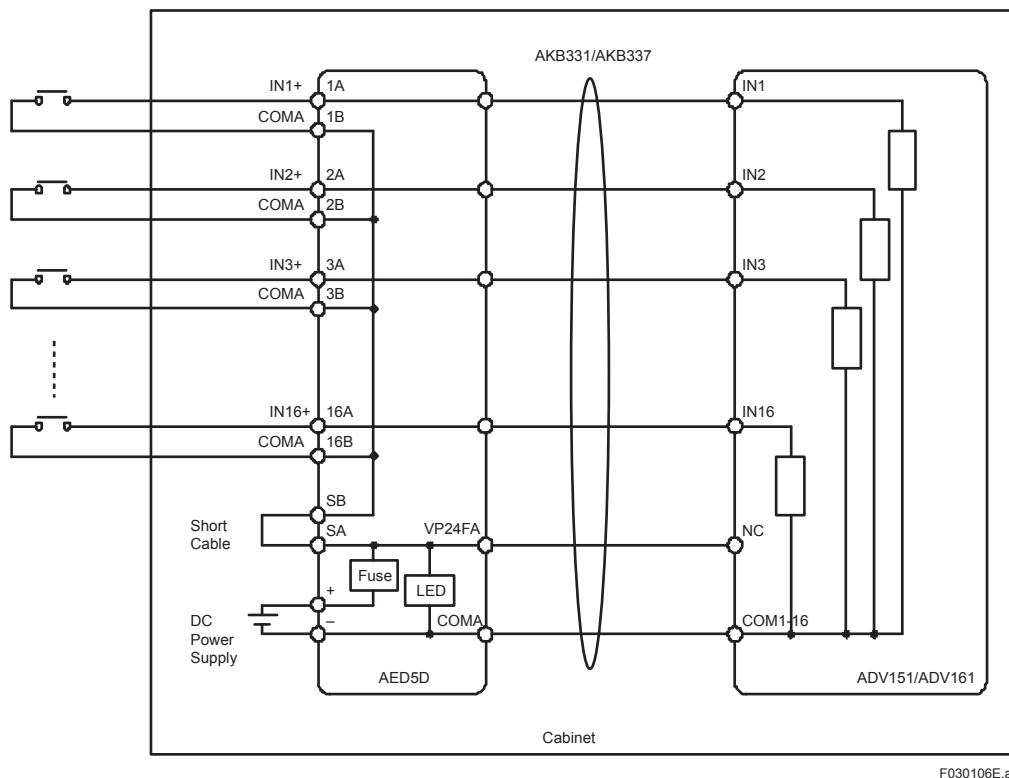 AKB331/AKB337
IN1+ 1A IN1
COMA 1B
IN2+ 2A IN2
COMA 2B
IN3+ 3A IN3
COMA 3B
IN16+ 16A IN16
COMA 16B
SB
Short
Cable
SA VP24FA NC
Fuse
LED
+
DC
Power
Supply
– COMA COM1-16
AED5D ADV151/ADV161
Cabinet